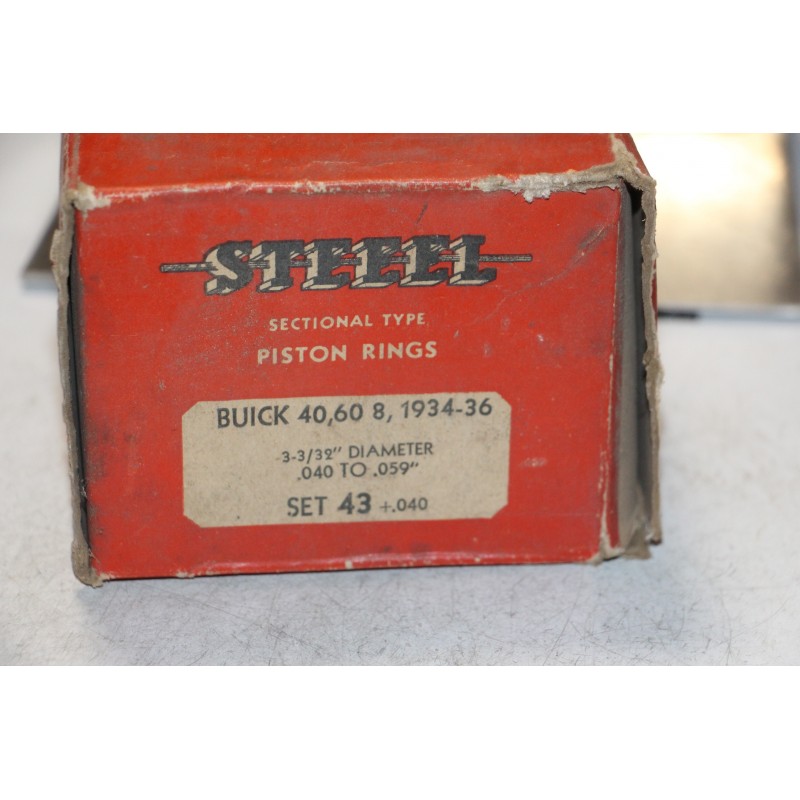 STEEEL
SECTIONAL TYPE
PISTON RINGS
BUICK 40,60 8, 1934-36
3-3/32" DIAMETER
.040 TO .059"
SET 43 +.040